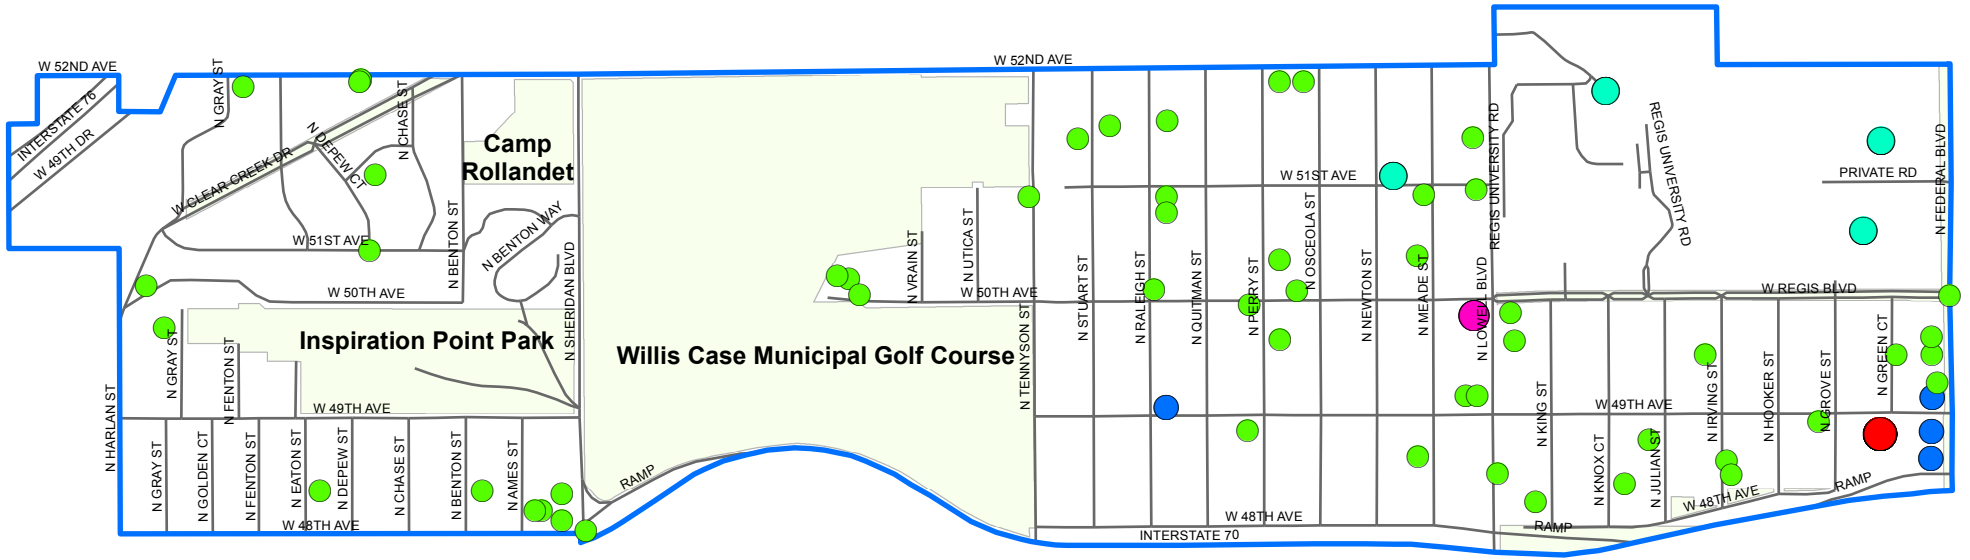 W 52ND AVE
W 52ND AVE
INTERSTATE 76
W 49TH DR
N GRAY ST
W CLEAR CREEK DR
N DEPEW CT
N CHASE ST
Camp
Rollandet
N BENTON ST
N BENTON WAY
N SHERIDAN BLVD
W 51ST AVE
W 50TH AVE
Inspiration Point Park
Willis Case Municipal Golf Course
N HARLAN ST
N GRAY ST
N FENTON ST
W 49TH AVE
N GRAY ST
N GOLDEN CT
N FENTON ST
N EATON ST
N DEPEW ST
N CHASE ST
N BENTON ST
N AMES ST
W 48TH AVE
RAMP
N VRAIN ST
N UTICA ST
W 50TH AVE
N TENNYSON ST
N STUART ST
N RALEIGH ST
N QUITMAN ST
N PERRY ST
N OSCEOLA ST
N NEWTON ST
N MEADE ST
N LOWELL BLVD
W 51ST AVE
REGIS UNIVERSITY RD
REGIS UNIVERSITY RD
PRIVATE RD
N FEDERAL BLVD
W REGIS BLVD
N GREEN CT
N KING ST
N KNOX CT
N JULIAN ST
N IRVING ST
N HOOKER ST
N GROVE ST
W 49TH AVE
W 48TH AVE
RAMP
RAMP
W 48TH AVE
INTERSTATE 70